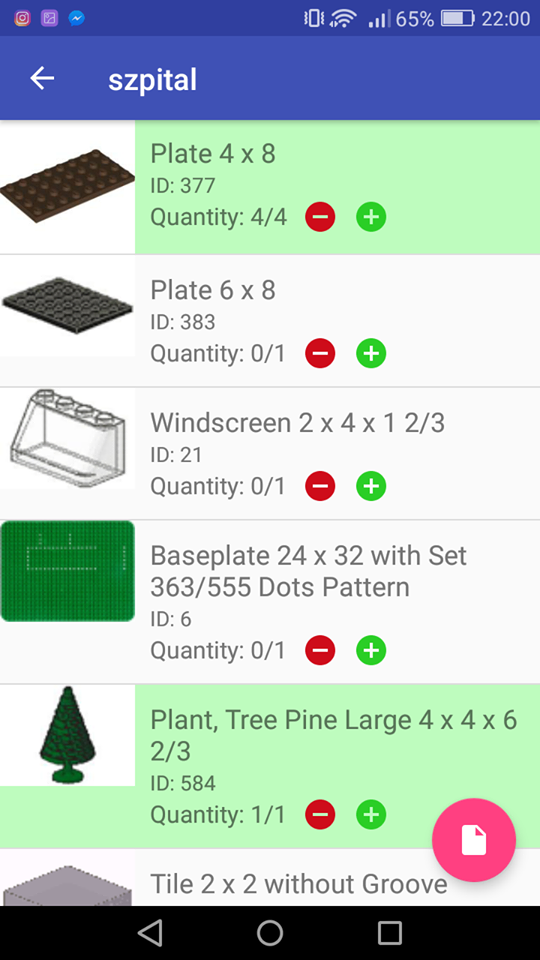 65% 22:00
szpital
Plate 4 x 8
ID: 377
Quantity: 4/4
Plate 6 x 8
ID: 383
Quantity: 0/1
Windscreen 2 x 4 x 1 2/3
ID: 21
Quantity: 0/1
Baseplate 24 x 32 with Set
363/555 Dots Pattern
ID: 6
Quantity: 0/1
Plant, Tree Pine Large 4 x 4 x 6
2/3
ID: 584
Quantity: 1/1
Tile 2 x 2 without Groove